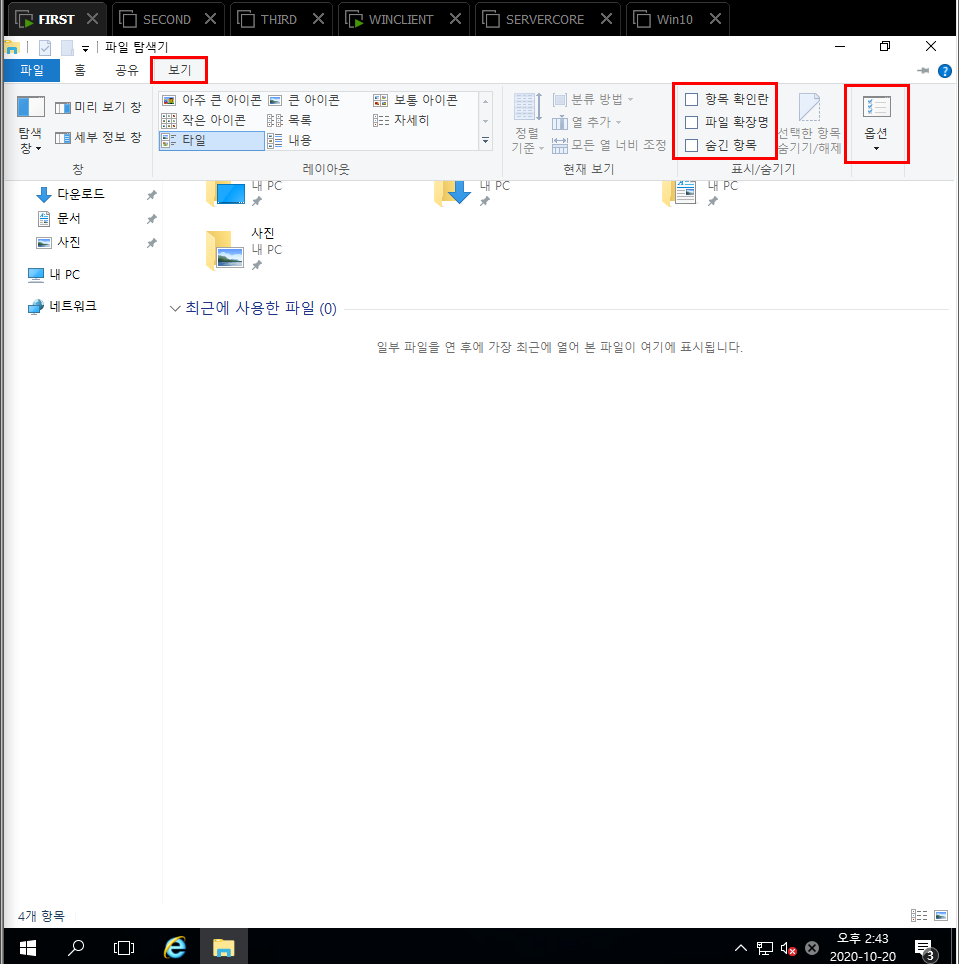 FIRST
SECOND
THIRD
WINCLIENT
SERVERCORE
Win10
파일 탐색기
파일
홈
공유
보기
탐색
창
미리 보기 창
세부 정보 창
창
아주 큰 아이콘
큰 아이콘
보통 아이콘
작은 아이콘
목록
자세히
타일
내용
레이아웃
정렬
기준
분류 방법
열 추가
모든 열 너비 조정
현재 보기
항목 확인란
파일 확장명
숨긴 항목
선택한 항목
숨기기/해제
표시/숨기기
옵션
다운로드
문서
사진
내 PC
네트워크
내 PC
내 PC
내 PC
사진
내 PC
최근에 사용한 파일 (0)
일부 파일을 연 후에 가장 최근에 열어 본 파일이 여기에 표시됩니다.
4개 항목
오후 2:43
2020-10-20
3